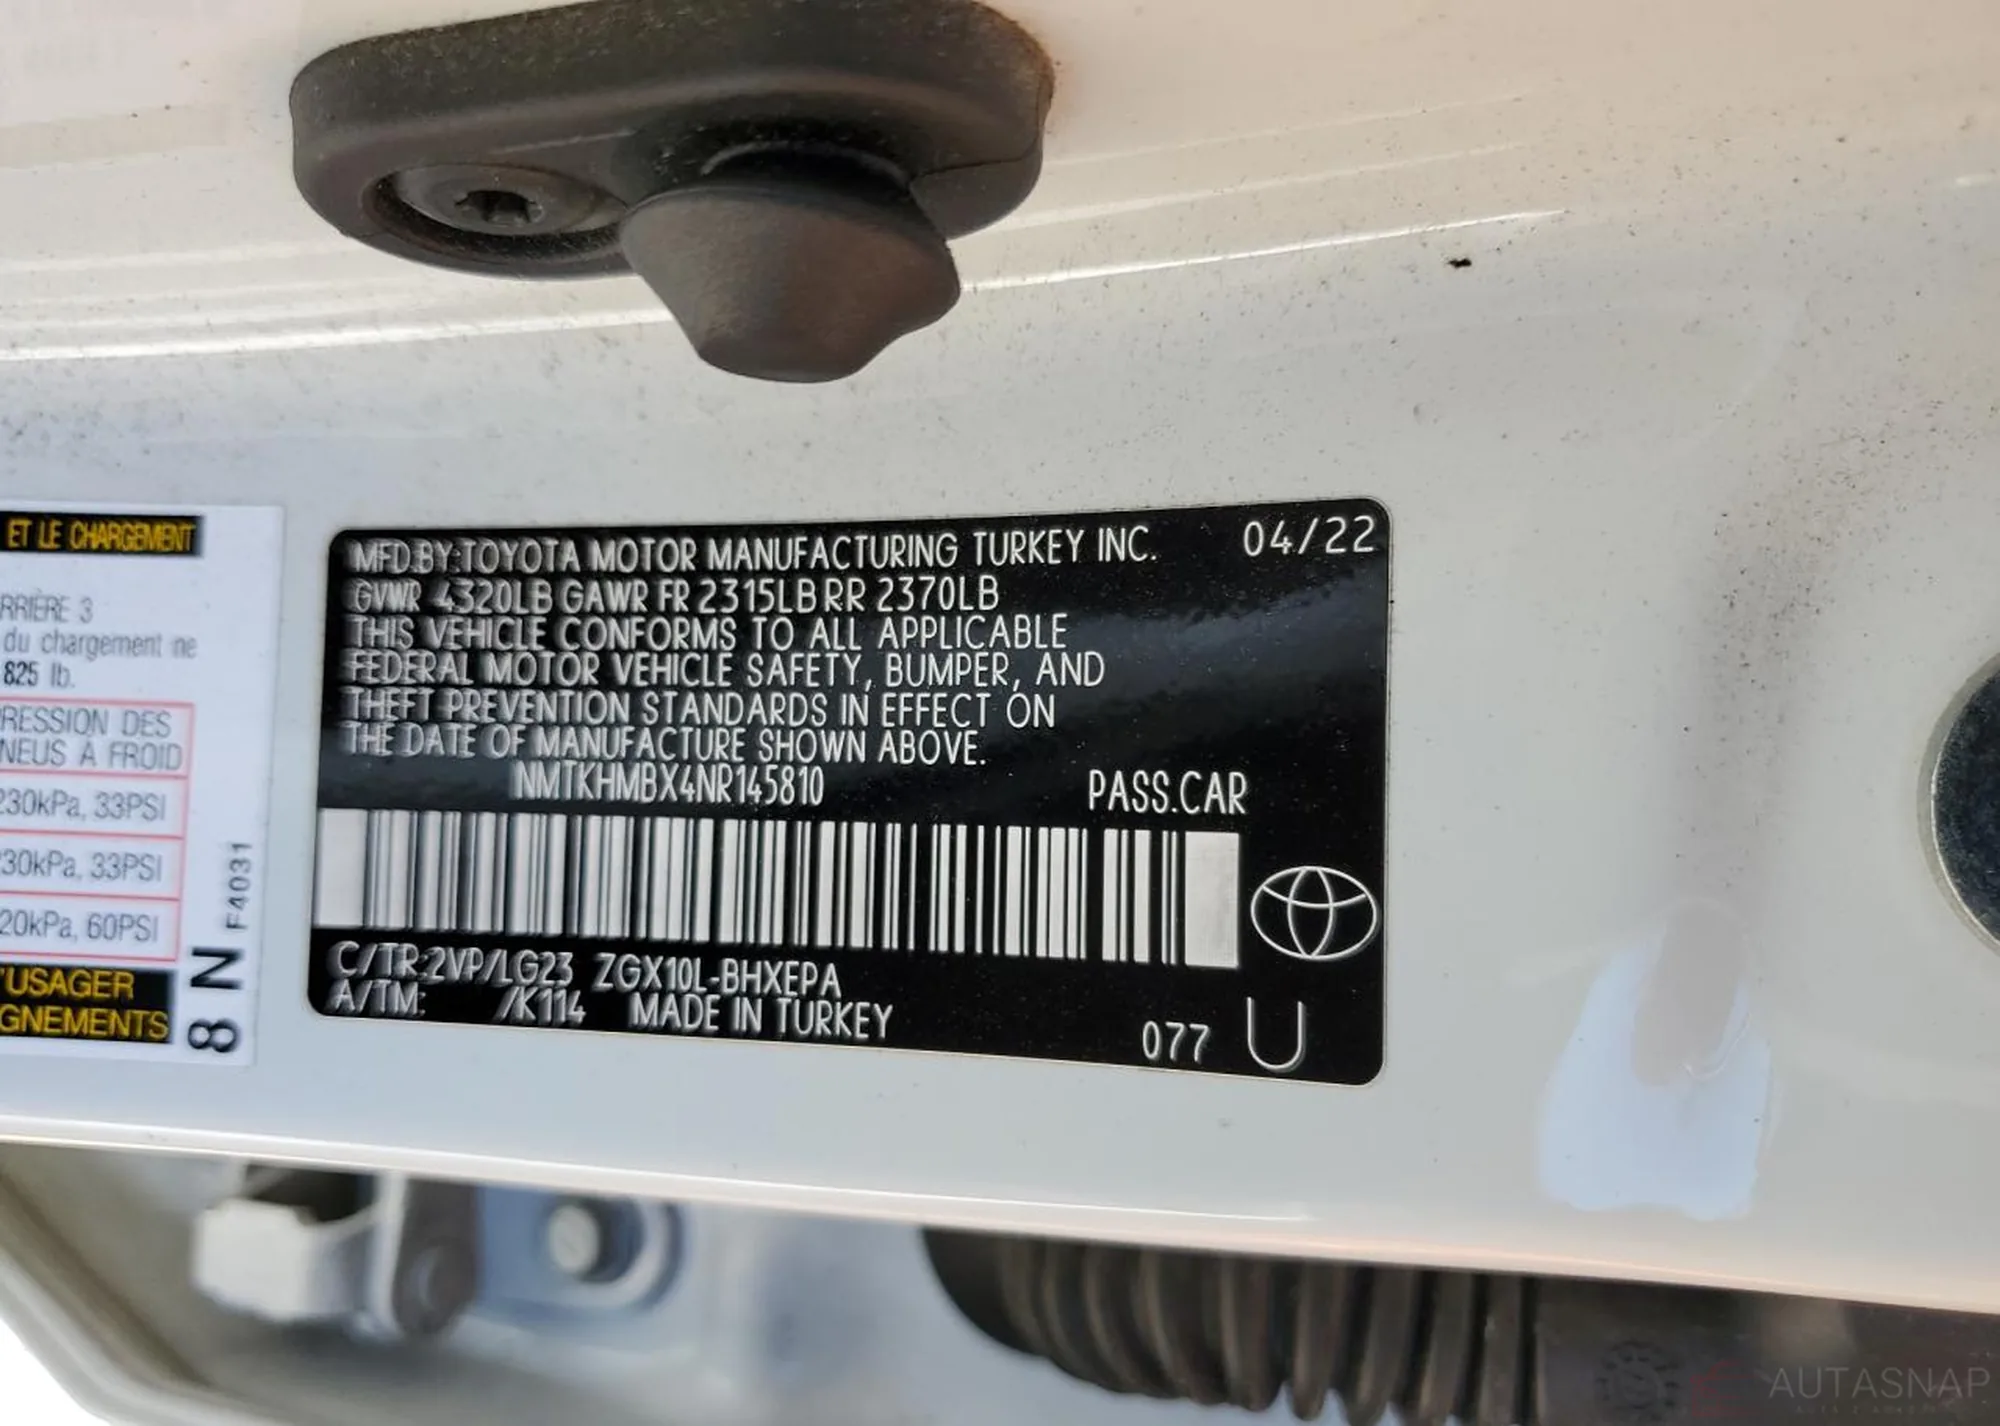 ET LE CHARGEMENT
RRIÈRE 3
du chargement ne
825 lb.
RESSION DES
NEUS À FROID
230kPa, 33PSI
30kPa, 33PSI
20kPa, 60PSI
'USAGER
GNEMENTS
8 N F4031
MFD.BY:TOYOTA MOTOR MANUFACTURING TURKEY INC. 04/22
GVWR 4320LB GAWR FR 2315LB RR 2370LB
THIS VEHICLE CONFORMS TO ALL APPLICABLE
FEDERAL MOTOR VEHICLE SAFETY, BUMPER, AND
THEFT PREVENTION STANDARDS IN EFFECT ON
THE DATE OF MANUFACTURE SHOWN ABOVE.
NMTKHMBX4NR145810 PASS.CAR
C/TR:2VP/LG23 ZGX10L-BHXEPA
A/TM: /K114 MADE IN TURKEY
077 U
AUTASNAP